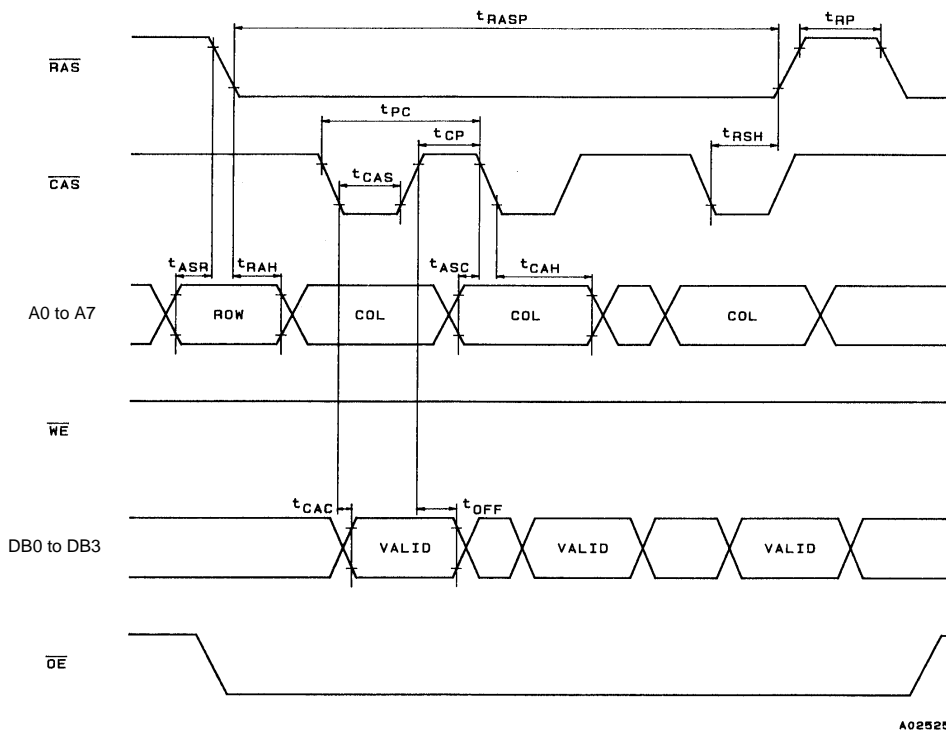 tRASP tRP
RAS
tPC
tCP tRSH
CAS tCAS
tASR tRAH tASC tCAH
A0 to A7 ROW COL COL COL
WE
tCAC tOFF
DB0 to DB3 VALID VALID VALID
OE
A02525